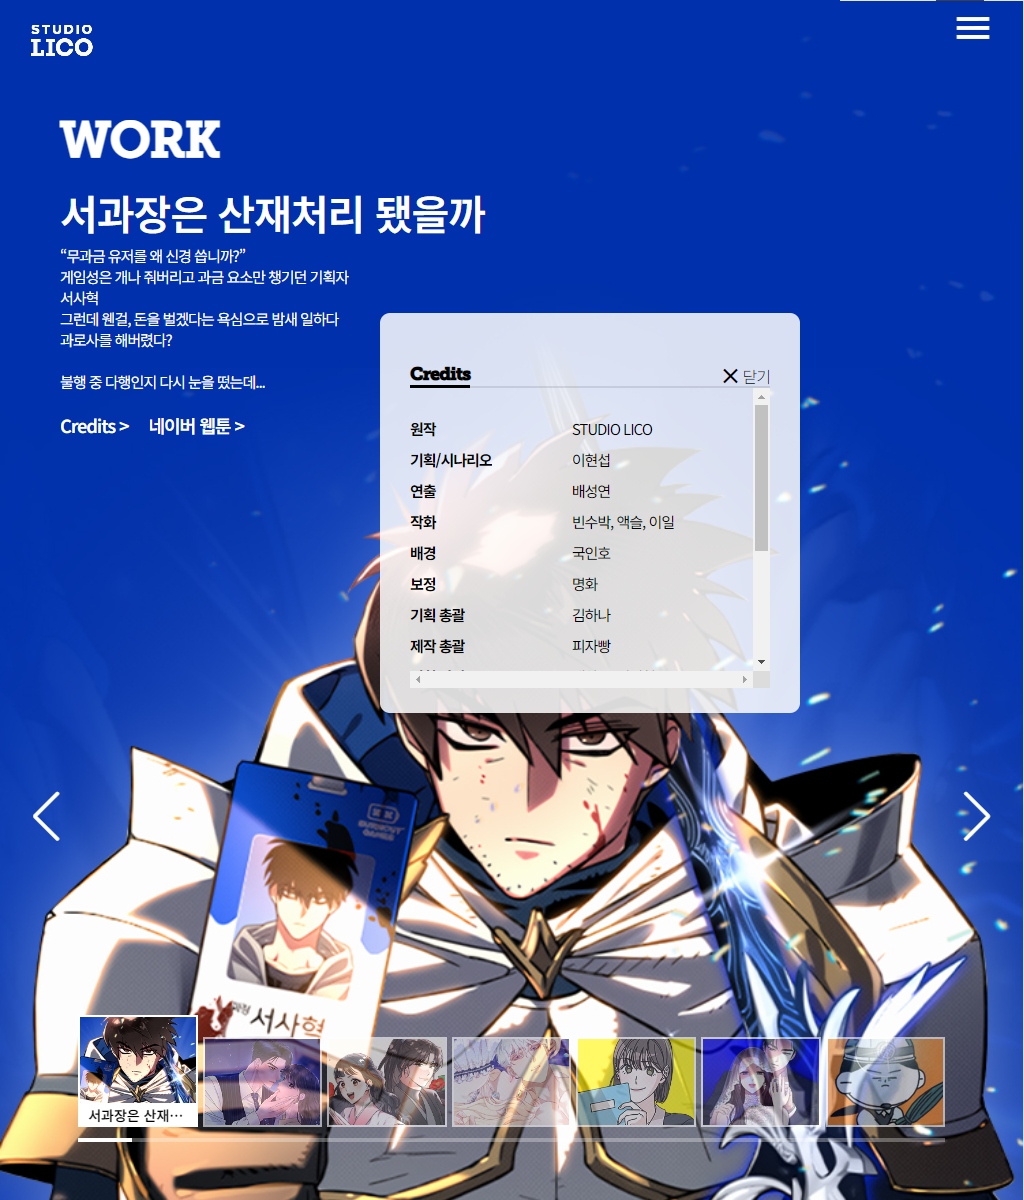 STUDIO
LICO
WORK
서과장은 산재처리 됐을까
“무과금 유저를 왜 신경 씁니까?”
게임성은 개나 줘버리고 과금 요소만 챙기던 기획자
서사혁
그런데 웬걸, 돈을 벌겠다는 욕심으로 밤새 일하다
과로사를 해버렸다?
불행 중 다행인지 다시 눈을 떴는데...
Credits > 네이버 웹툰 >
Credits
닫기
원작 STUDIO LICO
기획/시나리오 이현섭
연출 배성연
작화 빈수박, 액슬, 이일
배경 국인호
보정 명화
기획 총괄 김하나
제작 총괄 피자빵
과장 서사혁
서과장은 산재…